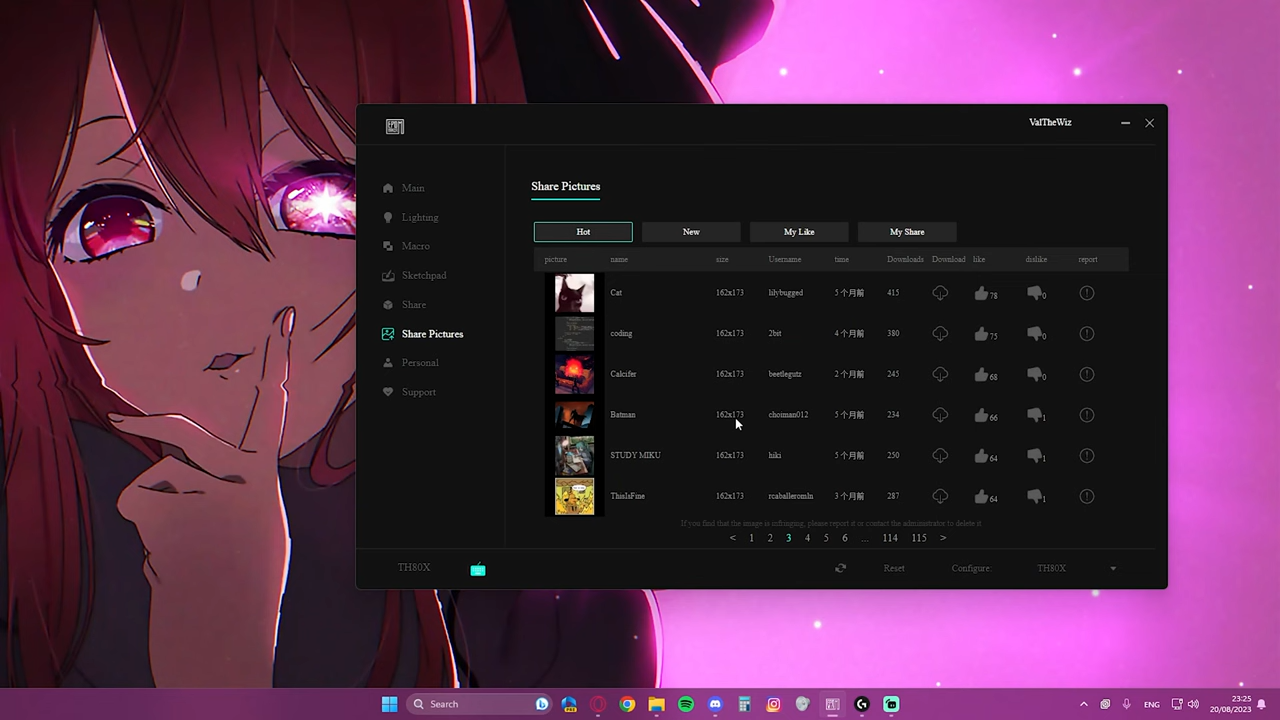 ValTheWiz
Main
Lighting
Macro
Sketchpad
Share
Share Pictures
Personal
Support
Share Pictures
Hot New My Like My Share
picture name size Username time Downloads Download like dislike report
Cat 162x173 lilybugged 5 个月前 415 78 0
coding 162x173 2bit 4 个月前 380 75 0
Calcifer 162x173 beetlegutz 2 个月前 245 68 0
Batman 162x173 choiman012 5 个月前 234 66 1
STUDY MIKU 162x173 hiki 5 个月前 250 64 1
ThisIsFine 162x173 rcaballeromln 3 个月前 287 64 1
If you find that the image is infringing, please report it or contact the administrator to delete it
< 1 2 3 4 5 6 ... 114 115 >
TH80X Reset Configure: TH80X
Search ENG 23:25
20/08/2023